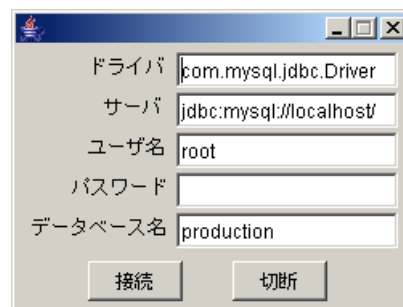 ドライバ com.mysql.jdbc.Driver
サーバ jdbc:mysql://localhost/
ユーザ名 root
パスワード
データベース名 production
接続 切断